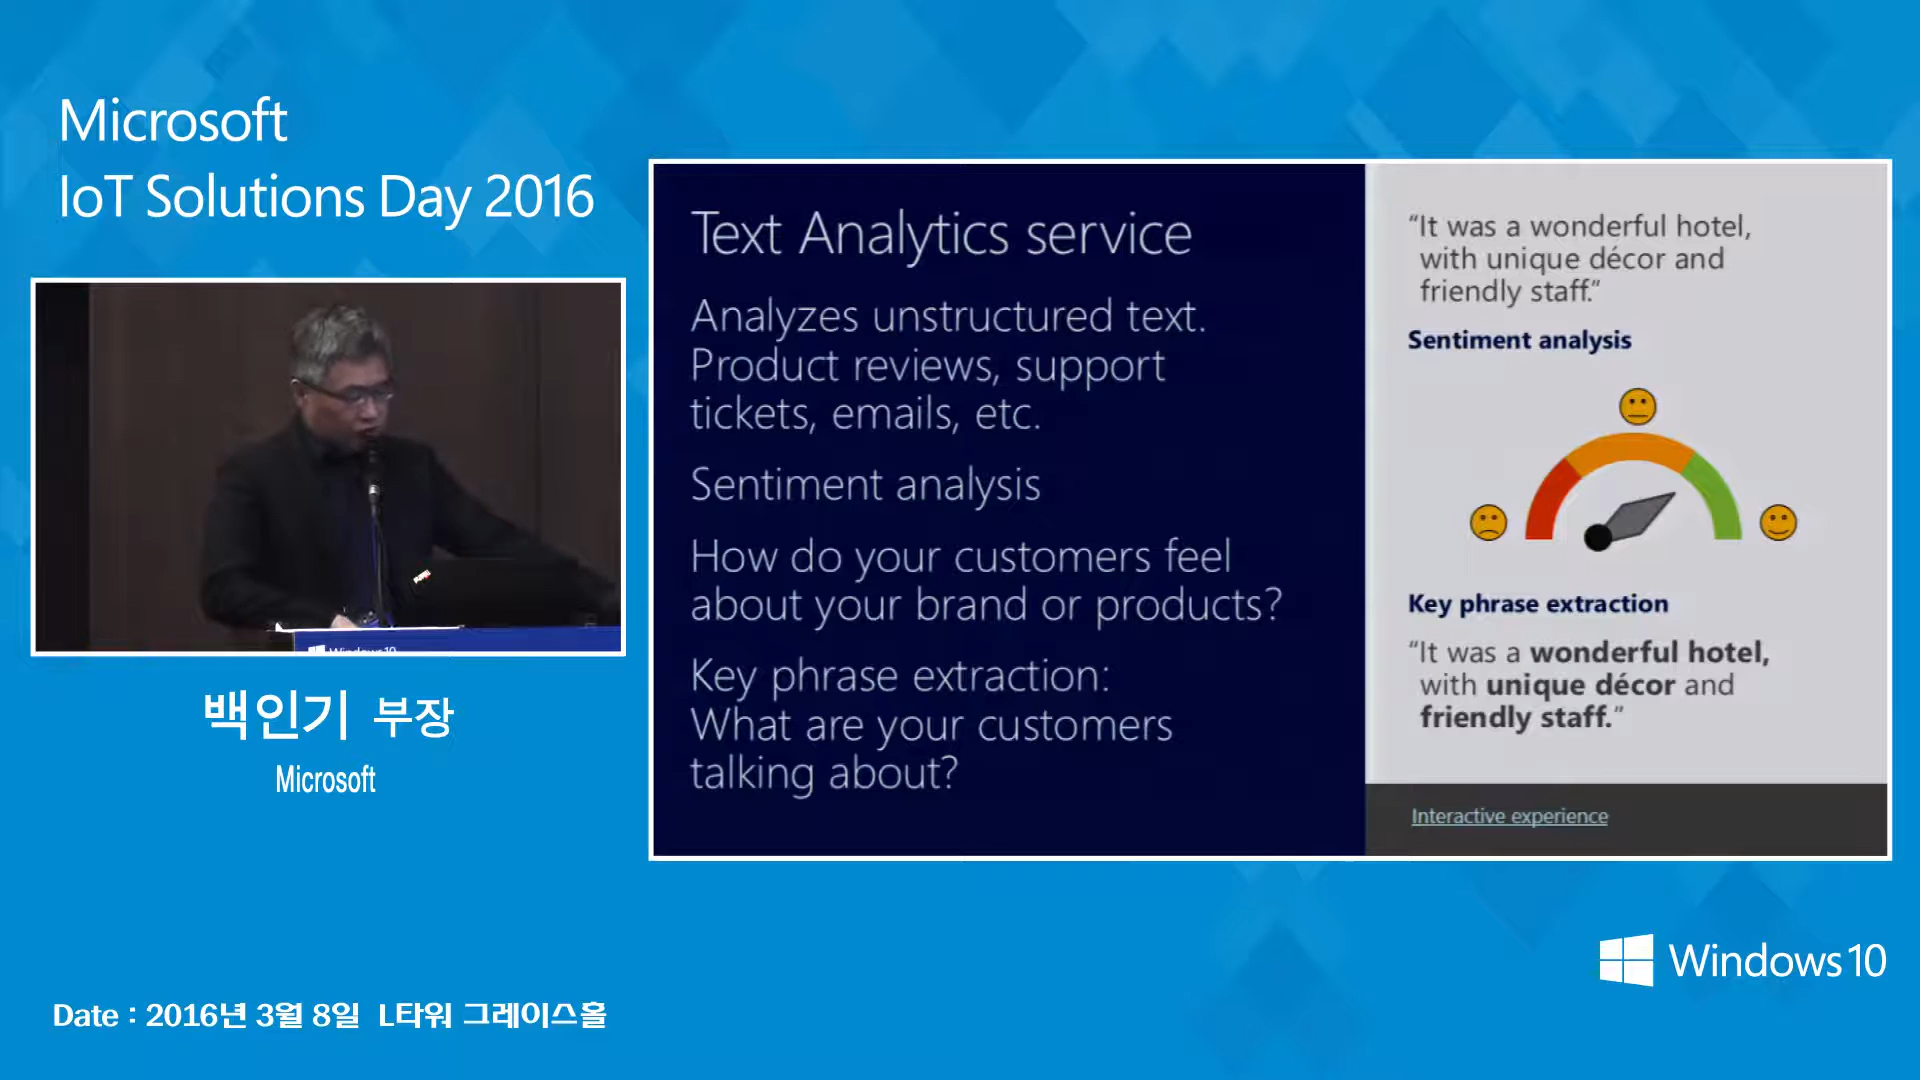 Microsoft
IoT Solutions Day 2016
Windows10
백인기 부장
Microsoft
Text Analytics service
Analyzes unstructured text.
Product reviews, support
tickets, emails, etc.
Sentiment analysis
How do your customers feel
about your brand or products?
Key phrase extraction:
What are your customers
talking about?
“It was a wonderful hotel,
with unique décor and
friendly staff.”
Sentiment analysis
Key phrase extraction
“It was a wonderful hotel,
with unique décor and
friendly staff.”
Interactive experience
Windows10
Date : 2016년 3월 8일 L타워 그레이스홀